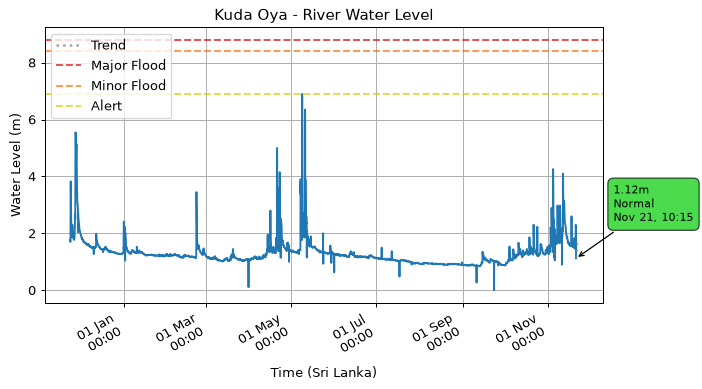 Kuda Oya - River Water Level
Trend
Major Flood
Minor Flood
Alert
Water Level (m)
8
6
4
2
0
1.12m
Normal
Nov 21, 10:15
01 Jan
00:00
01 Mar
00:00
01 May
00:00
01 Jul
00:00
01 Sep
00:00
01 Nov
00:00
Time (Sri Lanka)